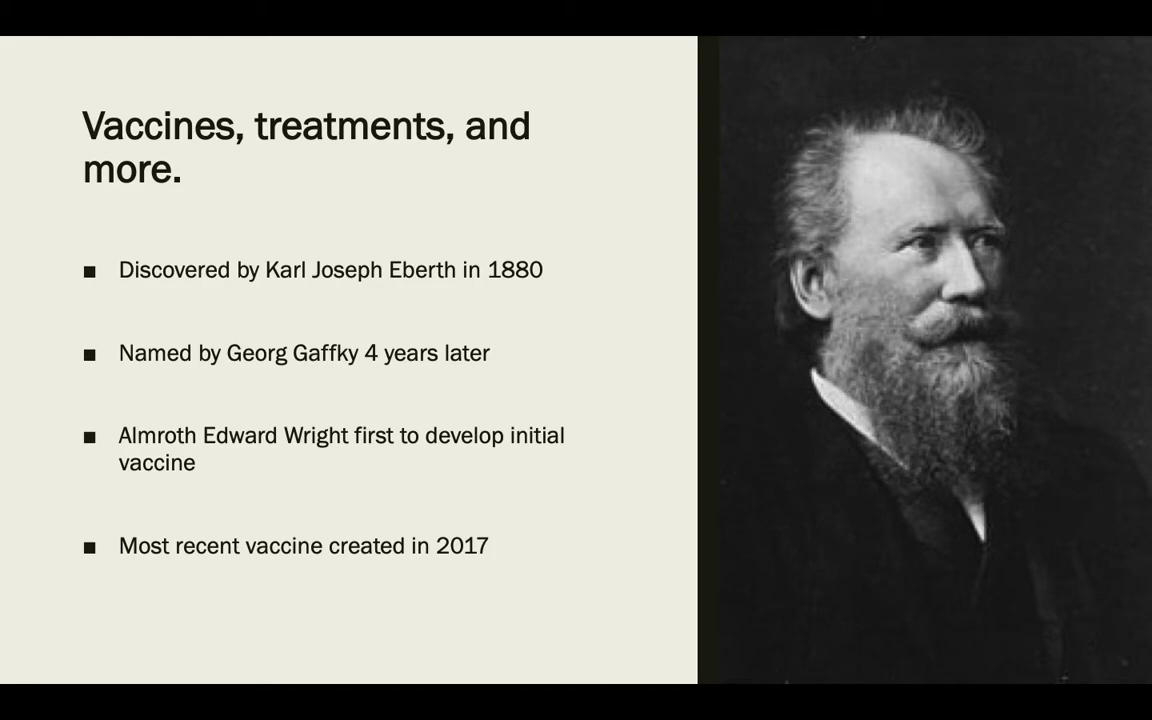 Vaccines, treatments, and
more.
■ Discovered by Karl Joseph Eberth in 1880
■ Named by Georg Gaffky 4 years later
■ Almroth Edward Wright first to develop initial
vaccine
■ Most recent vaccine created in 2017